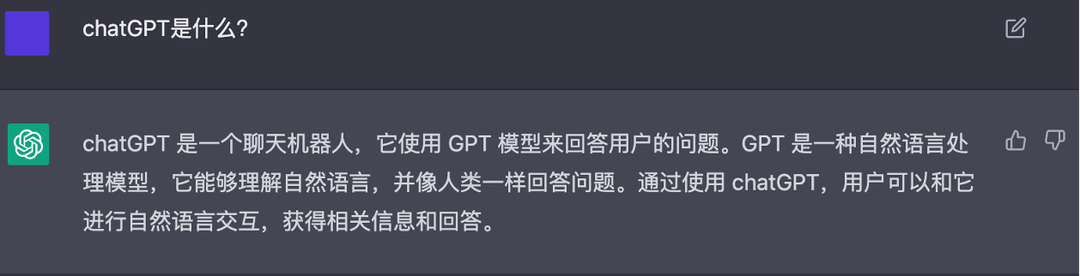 chatGPT是什么?
chatGPT 是一个聊天机器人，它使用 GPT 模型来回答用户的问题。GPT 是一种自然语言处
理模型，它能够理解自然语言，并像人类一样回答问题。通过使用 chatGPT，用户可以和它
进行自然语言交互，获得相关信息和回答。